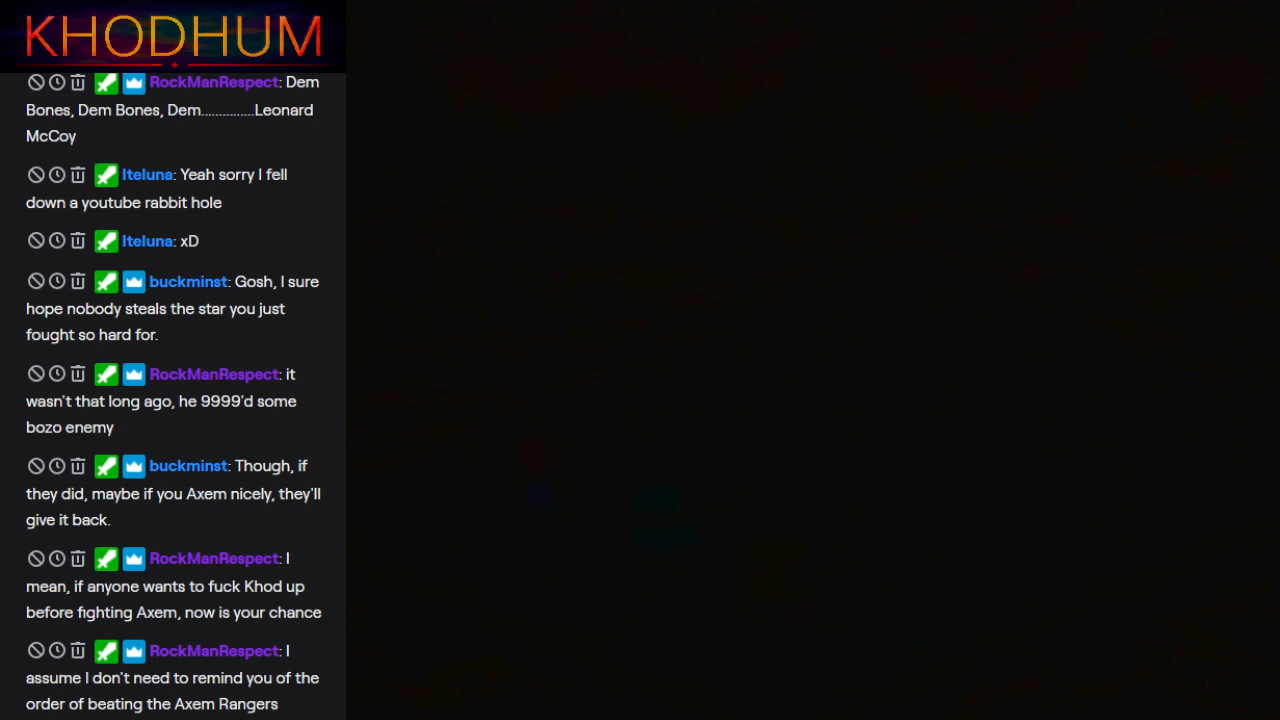 KHODHUM
RockManRespect: Dem
Bones, Dem Bones, Dem...............Leonard
McCoy
Iteluna: Yeah sorry I fell
down a youtube rabbit hole
Iteluna: xD
buckminst: Gosh, I sure
hope nobody steals the star you just
fought so hard for.
RockManRespect: it
wasn't that long ago, he 9999'd some
bozo enemy
buckminst: Though, if
they did, maybe if you Axem nicely, they'll
give it back.
RockManRespect: I
mean, if anyone wants to fuck Khod up
before fighting Axem, now is your chance
RockManRespect: I
assume I don't need to remind you of the
order of beating the Axem Rangers